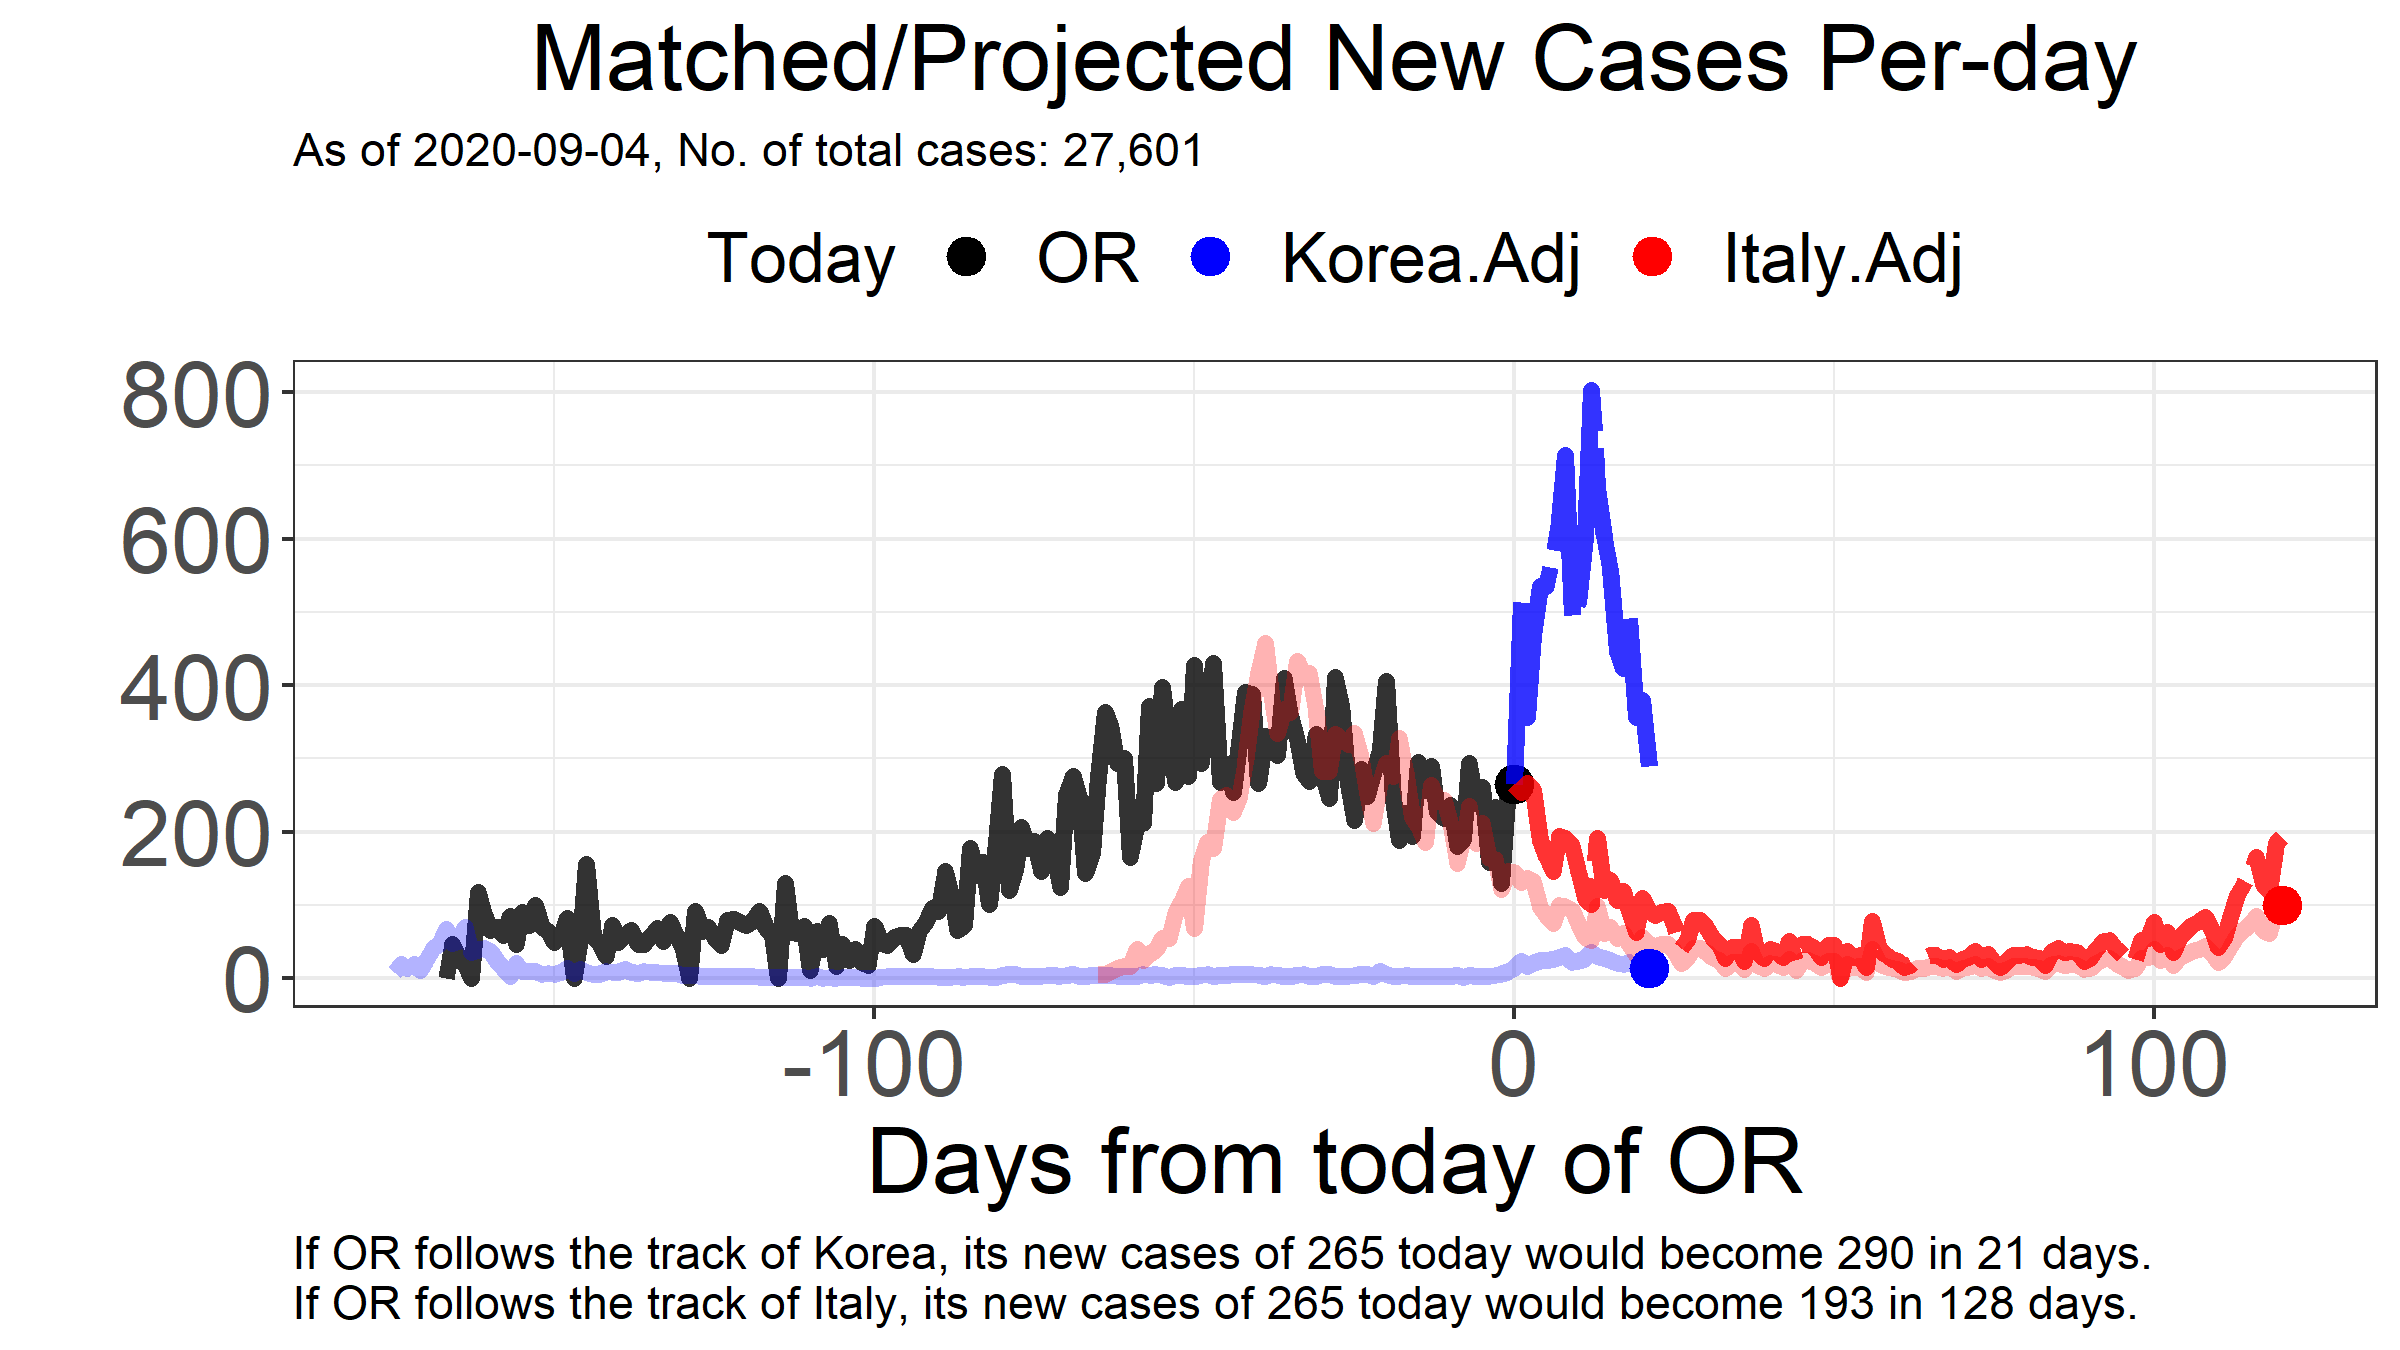 Matched/Projected New Cases Per-day
As of 2020-09-04, No. of total cases: 27,601
Today OR Korea.Adj Italy.Adj
800
600
400
200
0
-100 0 100
Days from today of OR
If OR follows the track of Korea, its new cases of 265 today would become 290 in 21 days.
If OR follows the track of Italy, its new cases of 265 today would become 193 in 128 days.